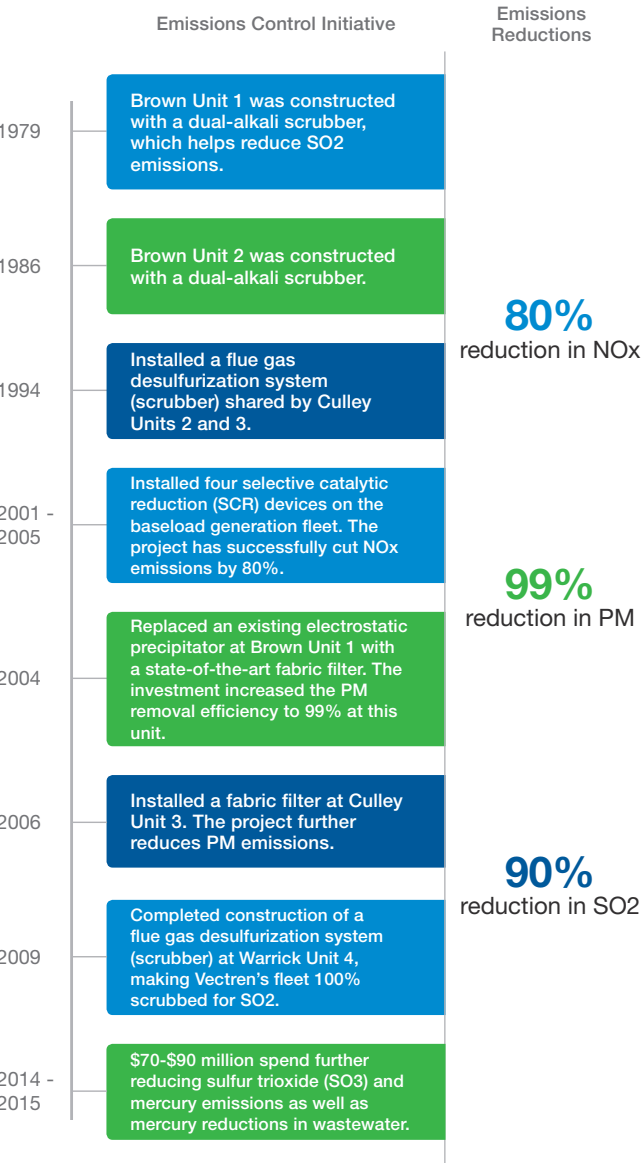 Emissions Control Initiative
Emissions
Reductions
1979
Brown Unit 1 was constructed
with a dual-alkali scrubber,
which helps reduce SO2
emissions.
1986
Brown Unit 2 was constructed
with a dual-alkali scrubber.
80%
reduction in NOx
1994
Installed a flue gas
desulfurization system
(scrubber) shared by Culley
Units 2 and 3.
2001 -
2005
Installed four selective catalytic
reduction (SCR) devices on the
baseload generation fleet. The
project has successfully cut NOx
emissions by 80%.
99%
reduction in PM
2004
Replaced an existing electrostatic
precipitator at Brown Unit 1 with
a state-of-the-art fabric filter. The
investment increased the PM
removal efficiency to 99% at this
unit.
2006
Installed a fabric filter at Culley
Unit 3. The project further
reduces PM emissions.
90%
reduction in SO2
2009
Completed construction of a
flue gas desulfurization system
(scrubber) at Warrick Unit 4,
making Vectren’s fleet 100%
scrubbed for SO2.
2014 -
2015
$70-$90 million spend further
reducing sulfur trioxide (SO3) and
mercury emissions as well as
mercury reductions in wastewater.